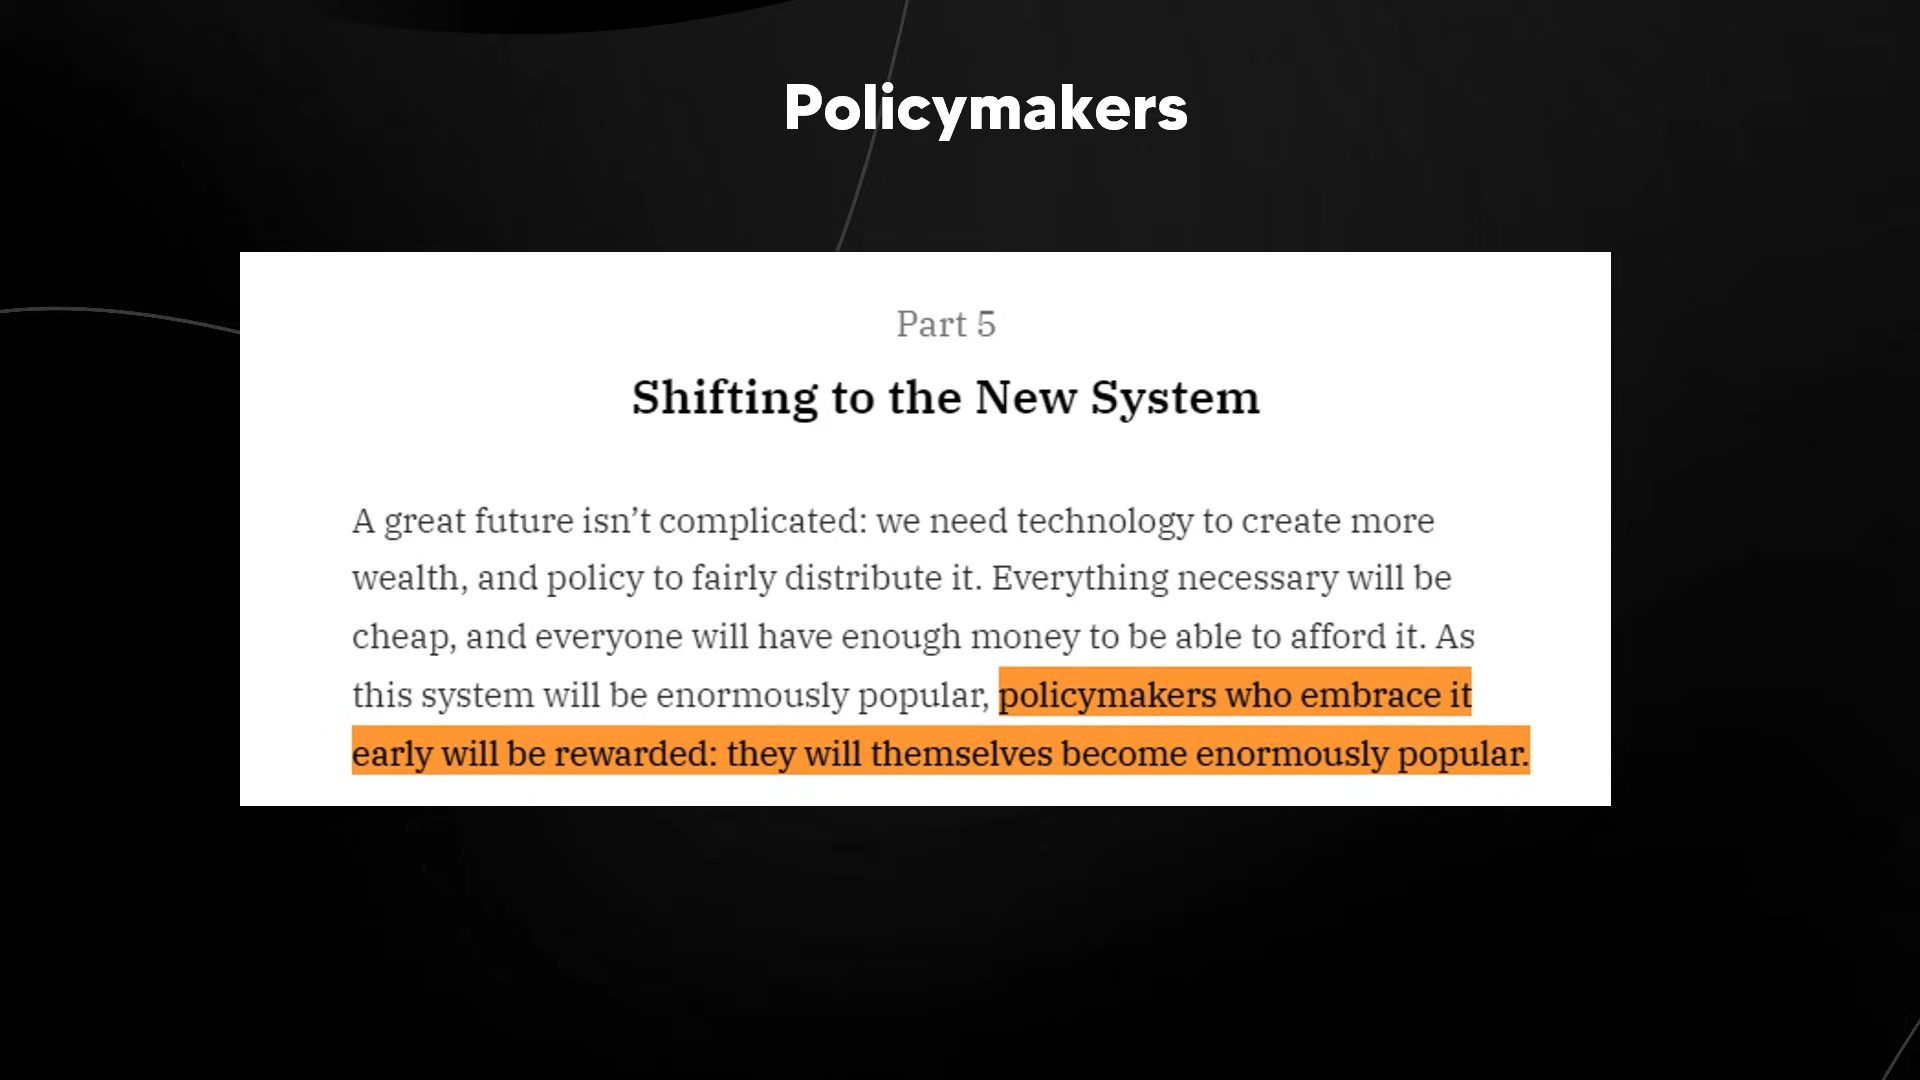 Policymakers
Part 5
Shifting to the New System
A great future isn’t complicated: we need technology to create more
wealth, and policy to fairly distribute it. Everything necessary will be
cheap, and everyone will have enough money to be able to afford it. As
this system will be enormously popular, policymakers who embrace it
early will be rewarded: they will themselves become enormously popular.